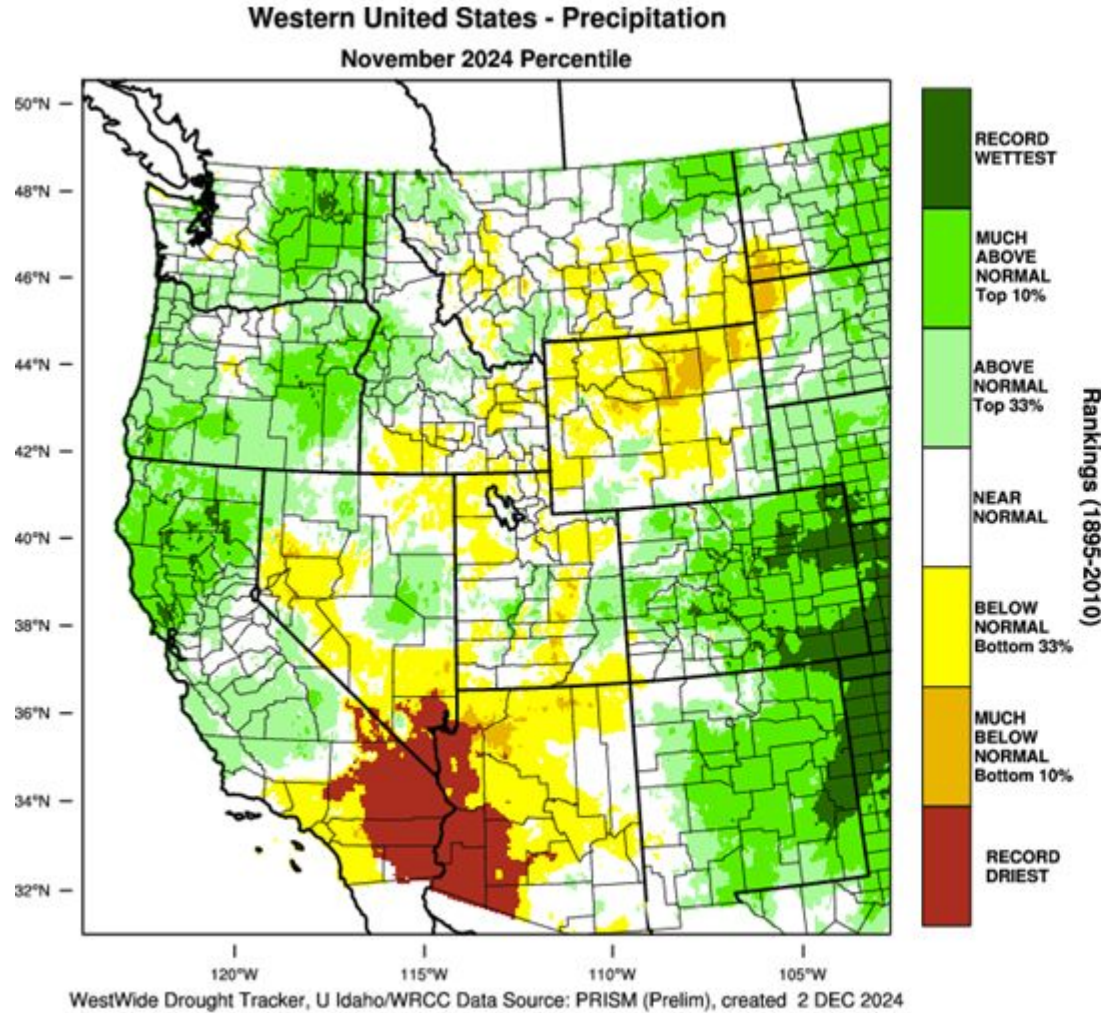 Western United States - Precipitation
November 2024 Percentile
50°N
48°N
46°N
44°N
42°N
40°N
38°N
36°N
34°N
32°N
120°W
115°W
110°W
105°W
RECORD
WETTEST
MUCH
ABOVE
NORMAL
Top 10%
ABOVE
NORMAL
Top 33%
NEAR
NORMAL
BELOW
NORMAL
Bottom 33%
MUCH
BELOW
NORMAL
Bottom 10%
RECORD
DRIEST
Rankings (1895-2010)
WestWide Drought Tracker, U Idaho/WRCC Data Source: PRISM (Prelim), created 2 DEC 2024